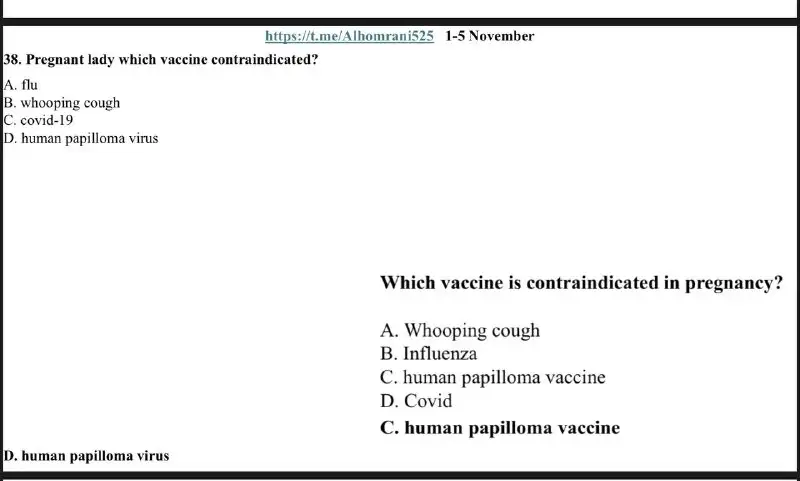 https://t.me/Alhomrani525 1-5 November
38. Pregnant lady which vaccine contraindicated?
A. flu
B. whooping cough
C. covid-19
D. human papilloma virus
Which vaccine is contraindicated in pregnancy?
A. Whooping cough
B. Influenza
C. human papilloma vaccine
D. Covid
C. human papilloma vaccine
D. human papilloma virus